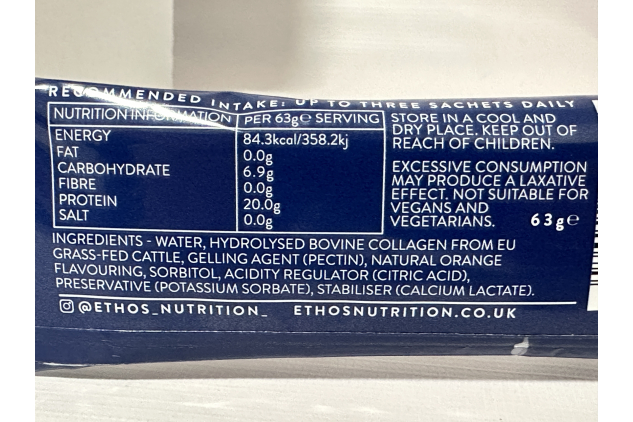 RECOMMENDED INTAKE: UP TO THREE SACHETS DAILY
NUTRITION INFORMATION PER 63g℮ SERVING
ENERGY 84.3kcal/358.2kj
FAT 0.0g
CARBOHYDRATE 6.9g
FIBRE 0.0g
PROTEIN 20.0g
SALT 0.0g
STORE IN A COOL AND
DRY PLACE. KEEP OUT OF
REACH OF CHILDREN.
EXCESSIVE CONSUMPTION
MAY PRODUCE A LAXATIVE
EFFECT. NOT SUITABLE FOR
VEGANS AND
VEGETARIANS. 63g℮
INGREDIENTS - WATER, HYDROLYSED BOVINE COLLAGEN FROM EU
GRASS-FED CATTLE, GELLING AGENT (PECTIN), NATURAL ORANGE
FLAVOURING, SORBITOL, ACIDITY REGULATOR (CITRIC ACID),
PRESERVATIVE (POTASSIUM SORBATE), STABILISER (CALCIUM LACTATE).
@ETHOS_NUTRITION_ ETHOSNUTRITION.CO.UK